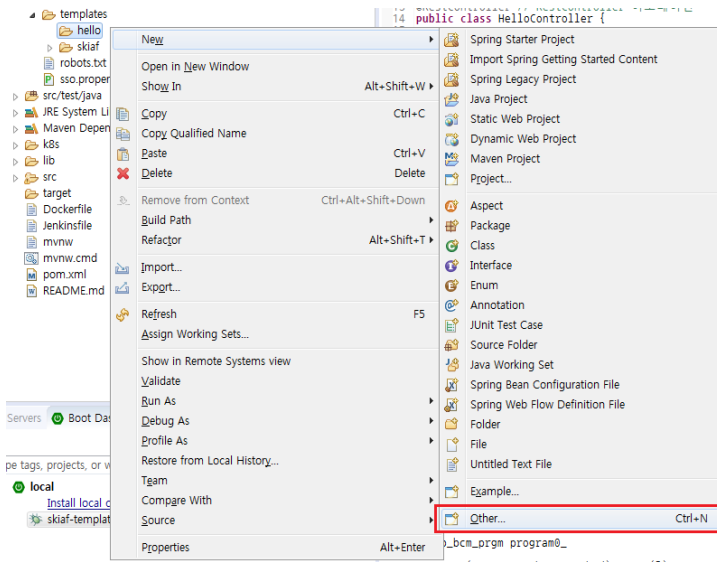 templates
hello
skiaf
robots.txt
sso.proper
src/test/java
JRE System Li
Maven Depen
k8s
lib
src
target
Dockerfile
Jenkinsfile
mvnw
mvnw.cmd
pom.xml
README.md
Servers Boot Das
pe tags, projects, or w
local
Install local c
skiaf-templat
New
Open in New Window
Show In Alt+Shift+W
Copy Ctrl+C
Copy Qualified Name
Paste Ctrl+V
Delete Delete
Remove from Context Ctrl+Alt+Shift+Down
Build Path
Refactor Alt+Shift+T
Import...
Export...
Refresh F5
Assign Working Sets...
Show in Remote Systems view
Validate
Run As
Debug As
Profile As
Restore from Local History...
Team
Compare With
Source
Properties Alt+Enter
14 public class HelloController {
Spring Starter Project
Import Spring Getting Started Content
Spring Legacy Project
Java Project
Static Web Project
Dynamic Web Project
Maven Project
Project...
Aspect
Package
Class
Interface
Enum
Annotation
JUnit Test Case
Source Folder
Java Working Set
Spring Bean Configuration File
Spring Web Flow Definition File
Folder
File
Untitled Text File
Example...
Other... Ctrl+N
_bcm_prgm program0_